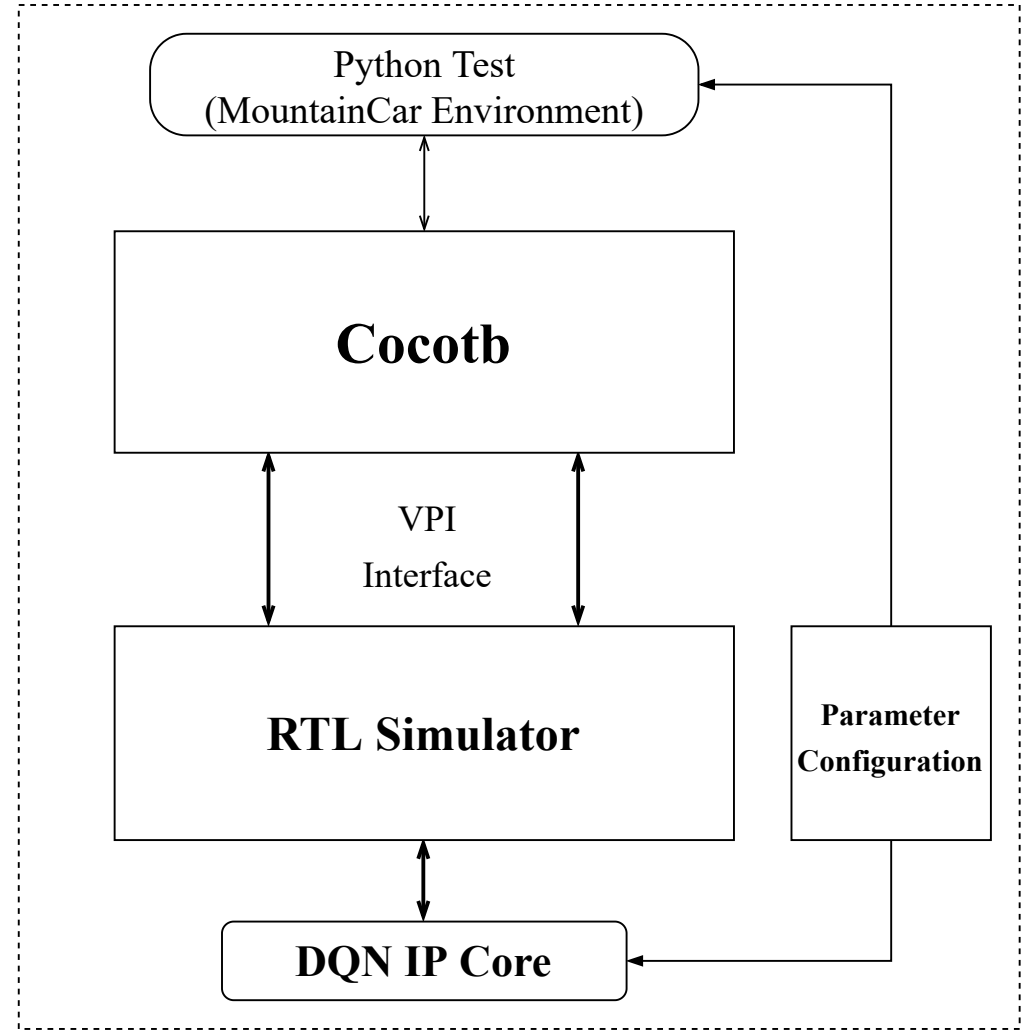 Python Test
(MountainCar Environment)
Cocotb
VPI
Interface
RTL Simulator
Parameter
Configuration
DQN IP Core